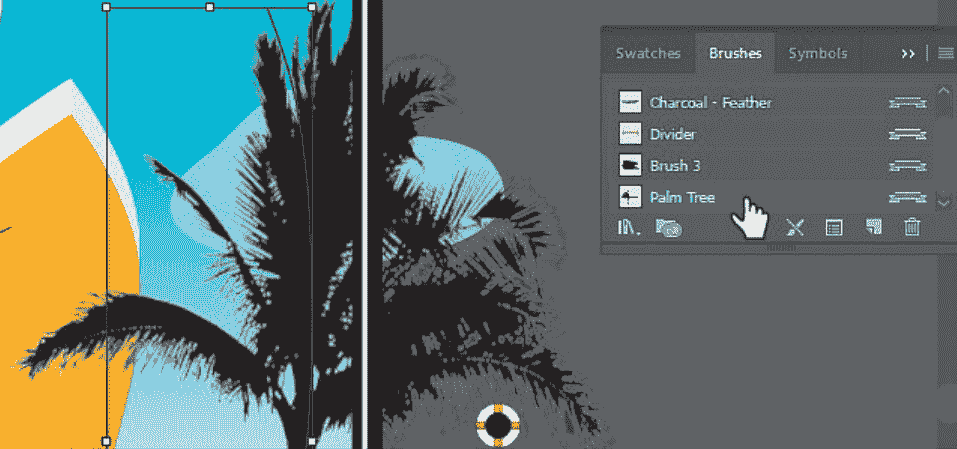 Swatches Brushes Symbols
Charcoal - Feather
Divider
Brush 3
Palm Tree